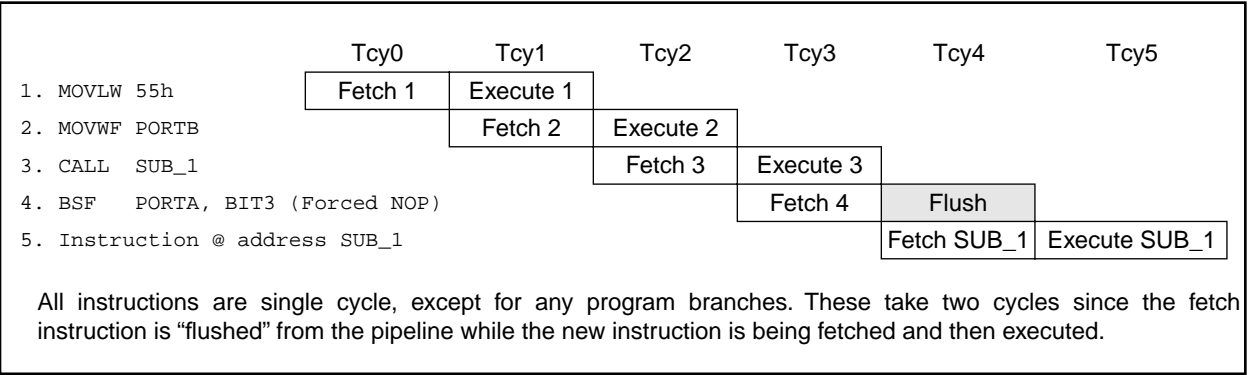 Tcy0 Tcy1 Tcy2 Tcy3 Tcy4 Tcy5
1. MOVLW 55h Fetch 1 Execute 1
2. MOVWF PORTB Fetch 2 Execute 2
3. CALL SUB_1 Fetch 3 Execute 3
4. BSF PORTA, BIT3 (Forced NOP) Fetch 4 Flush
5. Instruction @ address SUB_1 Fetch SUB_1 Execute SUB_1
All instructions are single cycle, except for any program branches. These take two cycles since the fetch
instruction is “flushed” from the pipeline while the new instruction is being fetched and then executed.